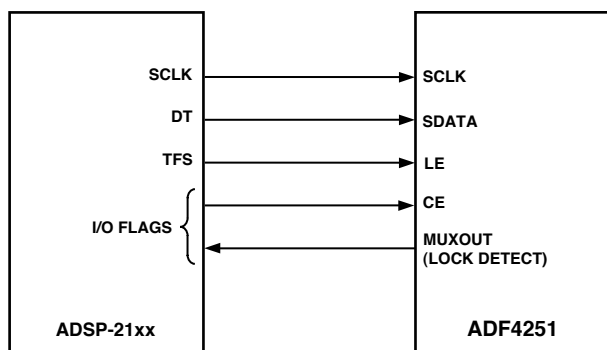 SCLK
DT
TFS
I/O FLAGS
ADSP-21xx
SCLK
SDATA
LE
CE
MUXOUT
(LOCK DETECT)
ADF4251